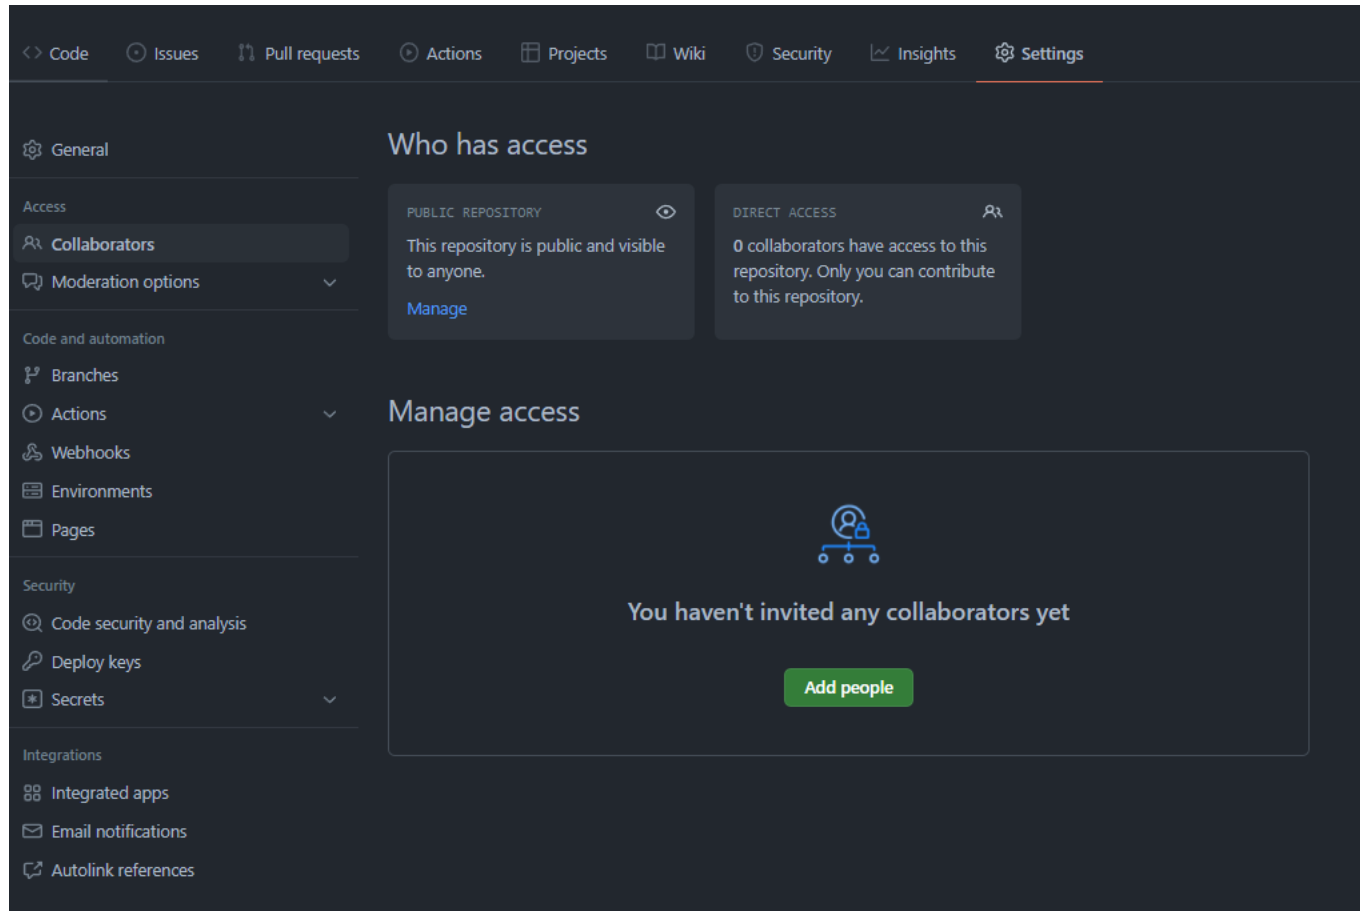 Code Issues Pull requests Actions Projects Wiki Security Insights Settings
General
Access
Collaborators
Moderation options
Code and automation
Branches
Actions
Webhooks
Environments
Pages
Security
Code security and analysis
Deploy keys
Secrets
Integrations
Integrated apps
Email notifications
Autolink references
Who has access
PUBLIC REPOSITORY
This repository is public and visible
to anyone.
Manage
DIRECT ACCESS
0 collaborators have access to this
repository. Only you can contribute
to this repository.
Manage access
You haven't invited any collaborators yet
Add people